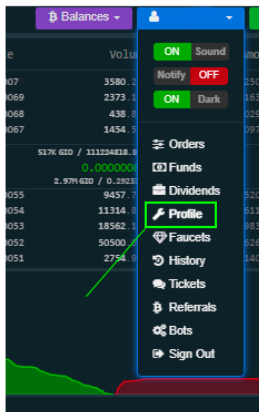 Balances
Volu
ON Sound
Notify OFF
ON Dark
007 3580.2
0069 2373.1
0068 438.8
0067 1454.5
517K GIO / 111224818.8
0.0000006
2.97M GIO / 0.2923
0055 9457.7
0054 11314.8
0053 18562.1
0052 50500.0
0051 2754.9
Orders
Funds
Dividends
Profile
Faucets
History
Tickets
Referrals
Bots
Sign Out